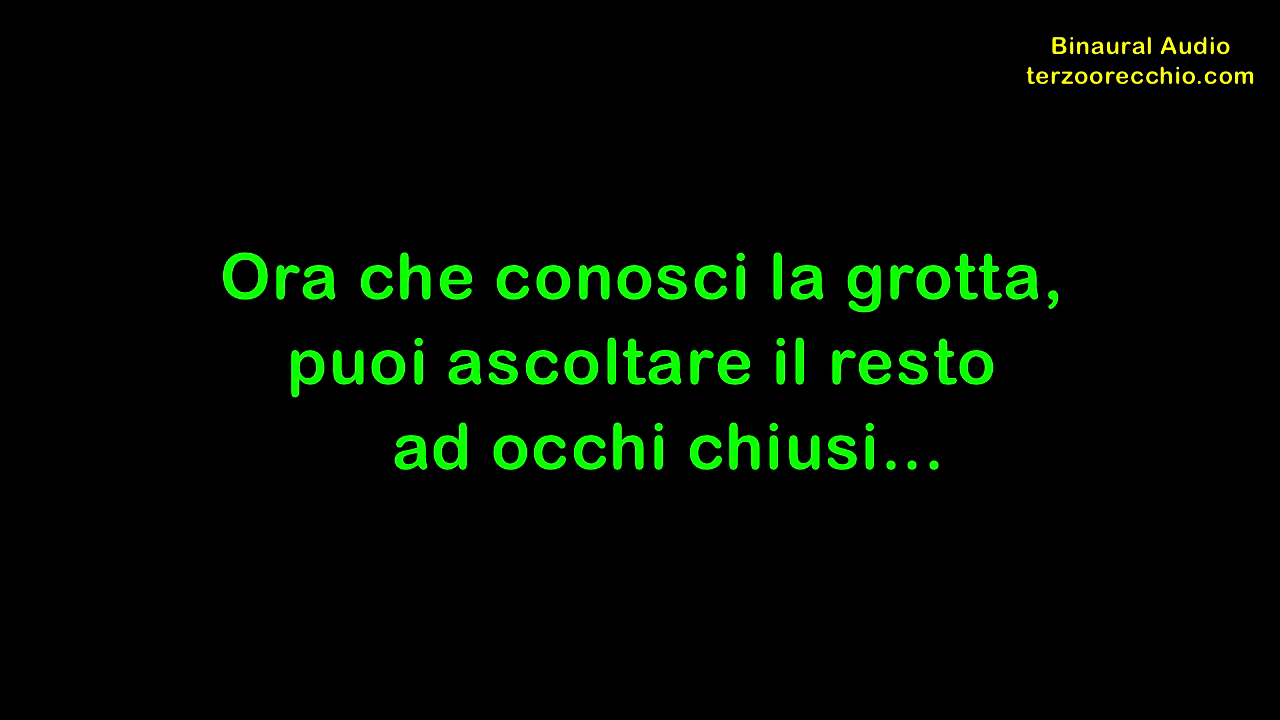 Binaural Audio
terzoorecchio.com
Ora che conosci la grotta,
puoi ascoltare il resto
ad occhi chiusi...